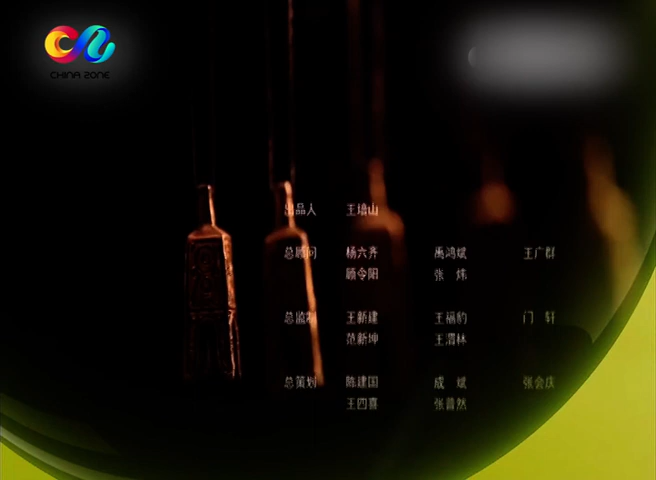 CHINA ZONE
出品人 王培山
总顾问 杨六齐 禹鸿斌 王广群
顾令阳 张 炜
总监制 王新建 王福豹 门 轩
范新坤 王渭林
总策划 陈建国 成 斌 张会庆
王四喜 张普然